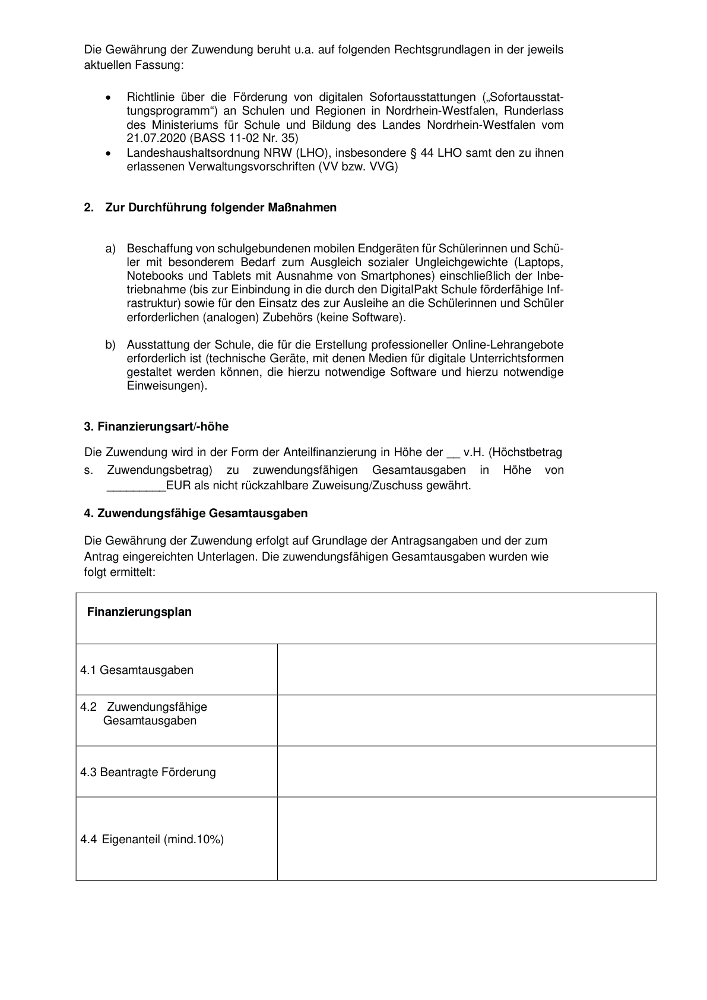 Die Gewährung der Zuwendung beruht u.a. auf folgenden Rechtsgrundlagen in der jeweils
aktuellen Fassung:
• Richtlinie über die Förderung von digitalen Sofortausstattungen („Sofortausstat-
tungsprogramm“) an Schulen und Regionen in Nordrhein-Westfalen, Runderlass
des Ministeriums für Schule und Bildung des Landes Nordrhein-Westfalen vom
21.07.2020 (BASS 11-02 Nr. 35)
• Landeshaushaltsordnung NRW (LHO), insbesondere § 44 LHO samt den zu ihnen
erlassenen Verwaltungsvorschriften (VV bzw. VVG)
2. Zur Durchführung folgender Maßnahmen
a) Beschaffung von schulgebundenen mobilen Endgeräten für Schülerinnen und Schü-
ler mit besonderem Bedarf zum Ausgleich sozialer Ungleichgewichte (Laptops,
Notebooks und Tablets mit Ausnahme von Smartphones) einschließlich der Inbe-
triebnahme (bis zur Einbindung in die durch den DigitalPakt Schule förderfähige Inf-
rastruktur) sowie für den Einsatz des zur Ausleihe an die Schülerinnen und Schüler
erforderlichen (analogen) Zubehörs (keine Software).
b) Ausstattung der Schule, die für die Erstellung professioneller Online-Lehrangebote
erforderlich ist (technische Geräte, mit denen Medien für digitale Unterrichtsformen
gestaltet werden können, die hierzu notwendige Software und hierzu notwendige
Einweisungen).
3. Finanzierungsart/-höhe
Die Zuwendung wird in der Form der Anteilfinanzierung in Höhe der __ v.H. (Höchstbetrag
s. Zuwendungsbetrag) zu zuwendungsfähigen Gesamtausgaben in Höhe von
_________EUR als nicht rückzahlbare Zuweisung/Zuschuss gewährt.
4. Zuwendungsfähige Gesamtausgaben
Die Gewährung der Zuwendung erfolgt auf Grundlage der Antragsangaben und der zum
Antrag eingereichten Unterlagen. Die zuwendungsfähigen Gesamtausgaben wurden wie
folgt ermittelt:
Finanzierungsplan
4.1 Gesamtausgaben
4.2 Zuwendungsfähige
Gesamtausgaben
4.3 Beantragte Förderung
4.4 Eigenanteil (mind.10%)